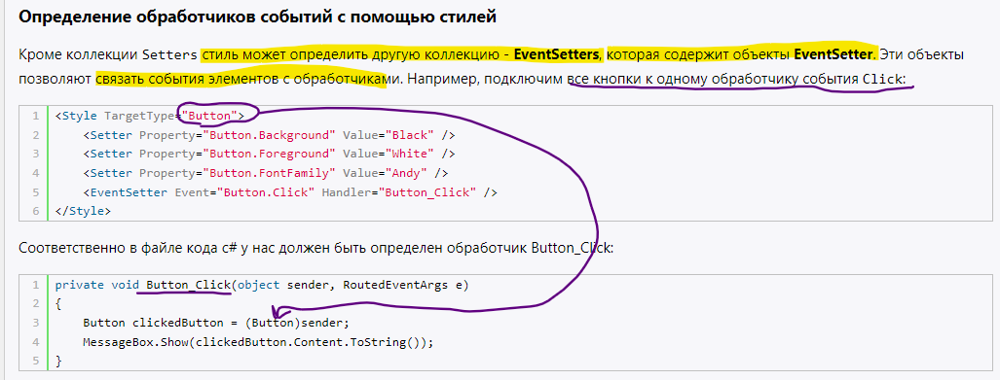 Определение обработчиков событий с помощью стилей
Кроме коллекции Setters стиль может определить другую коллекцию - EventSetters, которая содержит объекты EventSetter. Эти объекты
позволяют связать события элементов с обработчиками. Например, подключим все кнопки к одному обработчику события Click:
1 <Style TargetType="Button">
2     <Setter Property="Button.Background" Value="Black" />
3     <Setter Property="Button.Foreground" Value="White" />
4     <Setter Property="Button.FontFamily" Value="Andy" />
5     <EventSetter Event="Button.Click" Handler="Button_Click" />
6 </Style>
Соответственно в файле кода c# у нас должен быть определен обработчик Button_Click:
1 private void Button_Click(object sender, RoutedEventArgs e)
2 {
3     Button clickedButton = (Button)sender;
4     MessageBox.Show(clickedButton.Content.ToString());
5 }